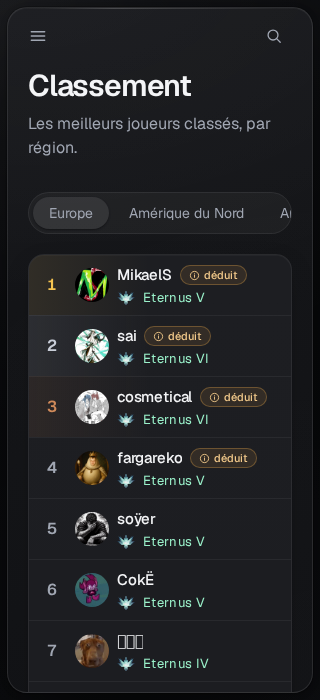 Classement
Les meilleurs joueurs classés, par
région.
Europe
Amérique du Nord
1
MikaelS
déduit
Eternus V
2
sai
déduit
Eternus VI
3
cosmetical
déduit
Eternus VI
4
fargareko
déduit
Eternus V
5
soÿer
Eternus V
6
CokË
Eternus V
7
Eternus IV